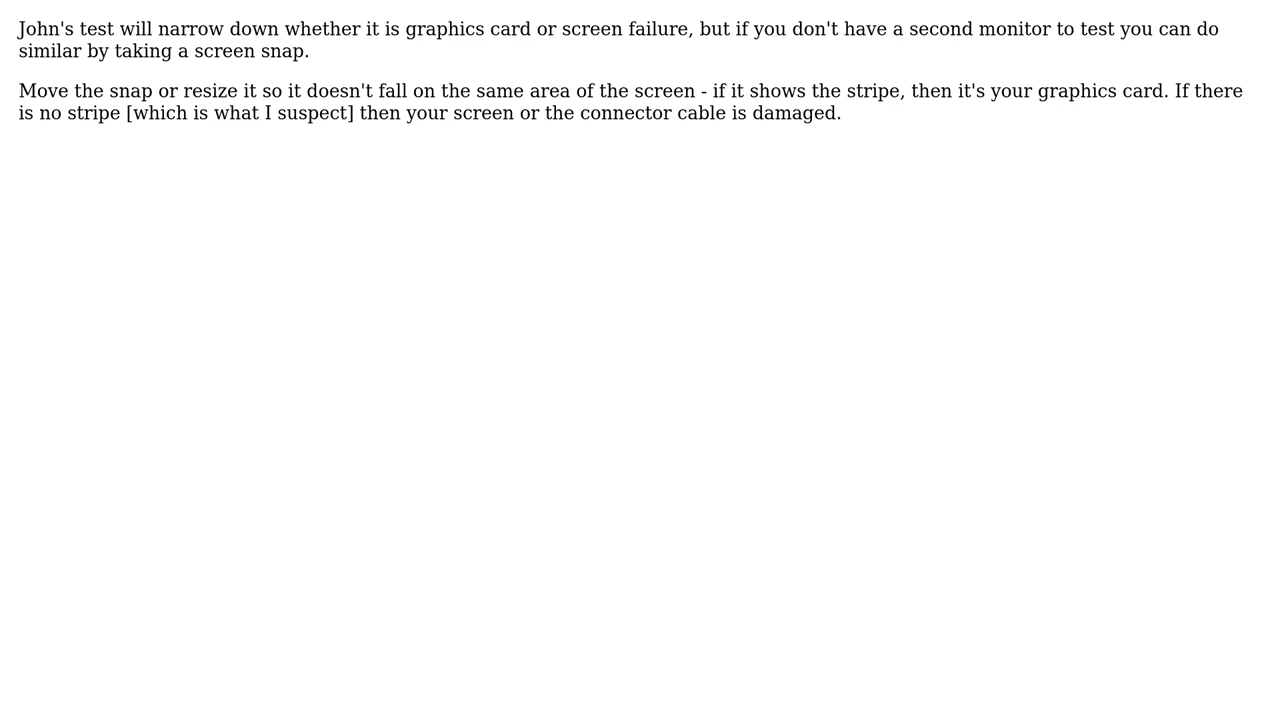 John's test will narrow down whether it is graphics card or screen failure, but if you don't have a second monitor to test you can do
similar by taking a screen snap.
Move the snap or resize it so it doesn't fall on the same area of the screen - if it shows the stripe, then it's your graphics card. If there
is no stripe [which is what I suspect] then your screen or the connector cable is damaged.